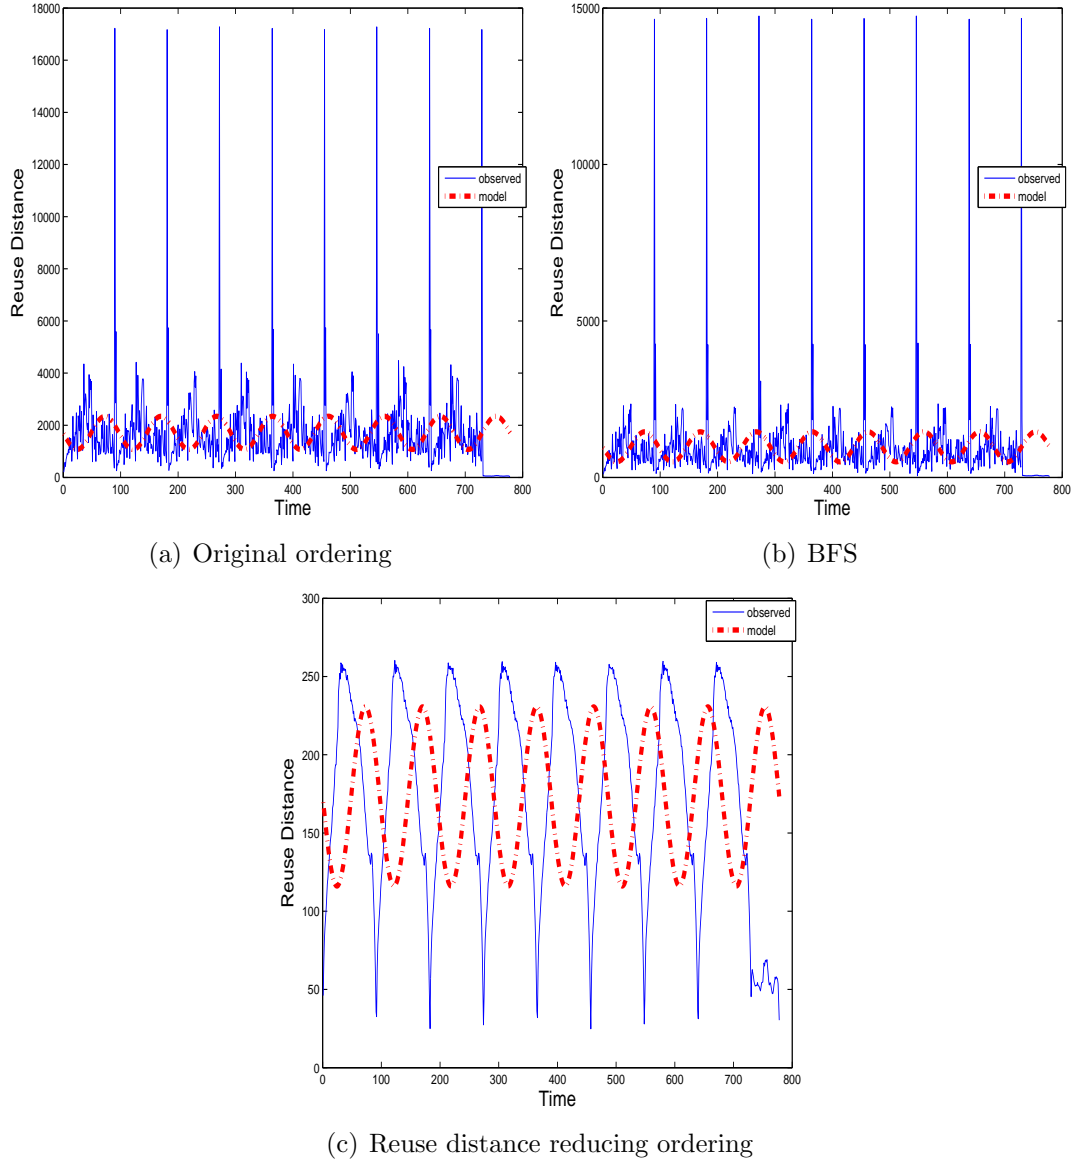 18000
16000
14000
12000
10000
8000
6000
4000
2000
0
0 100 200 300 400 500 600 700 800
Reuse Distance
Time
observed
model
(a) Original ordering
15000
10000
5000
0
0 100 200 300 400 500 600 700 800
Reuse Distance
Time
observed
model
(b) BFS
300
250
200
150
100
50
0
0 100 200 300 400 500 600 700 800
Reuse Distance
Time
observed
model
(c) Reuse distance reducing ordering